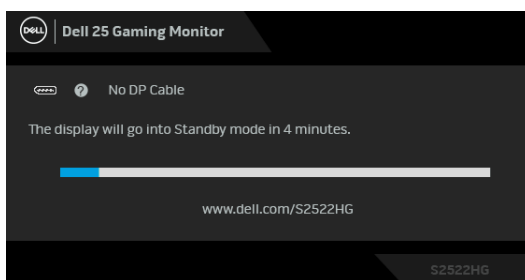 DELL Dell 25 Gaming Monitor
? No DP Cable
The display will go into Standby mode in 4 minutes.
www.dell.com/S2522HG
S2522HG